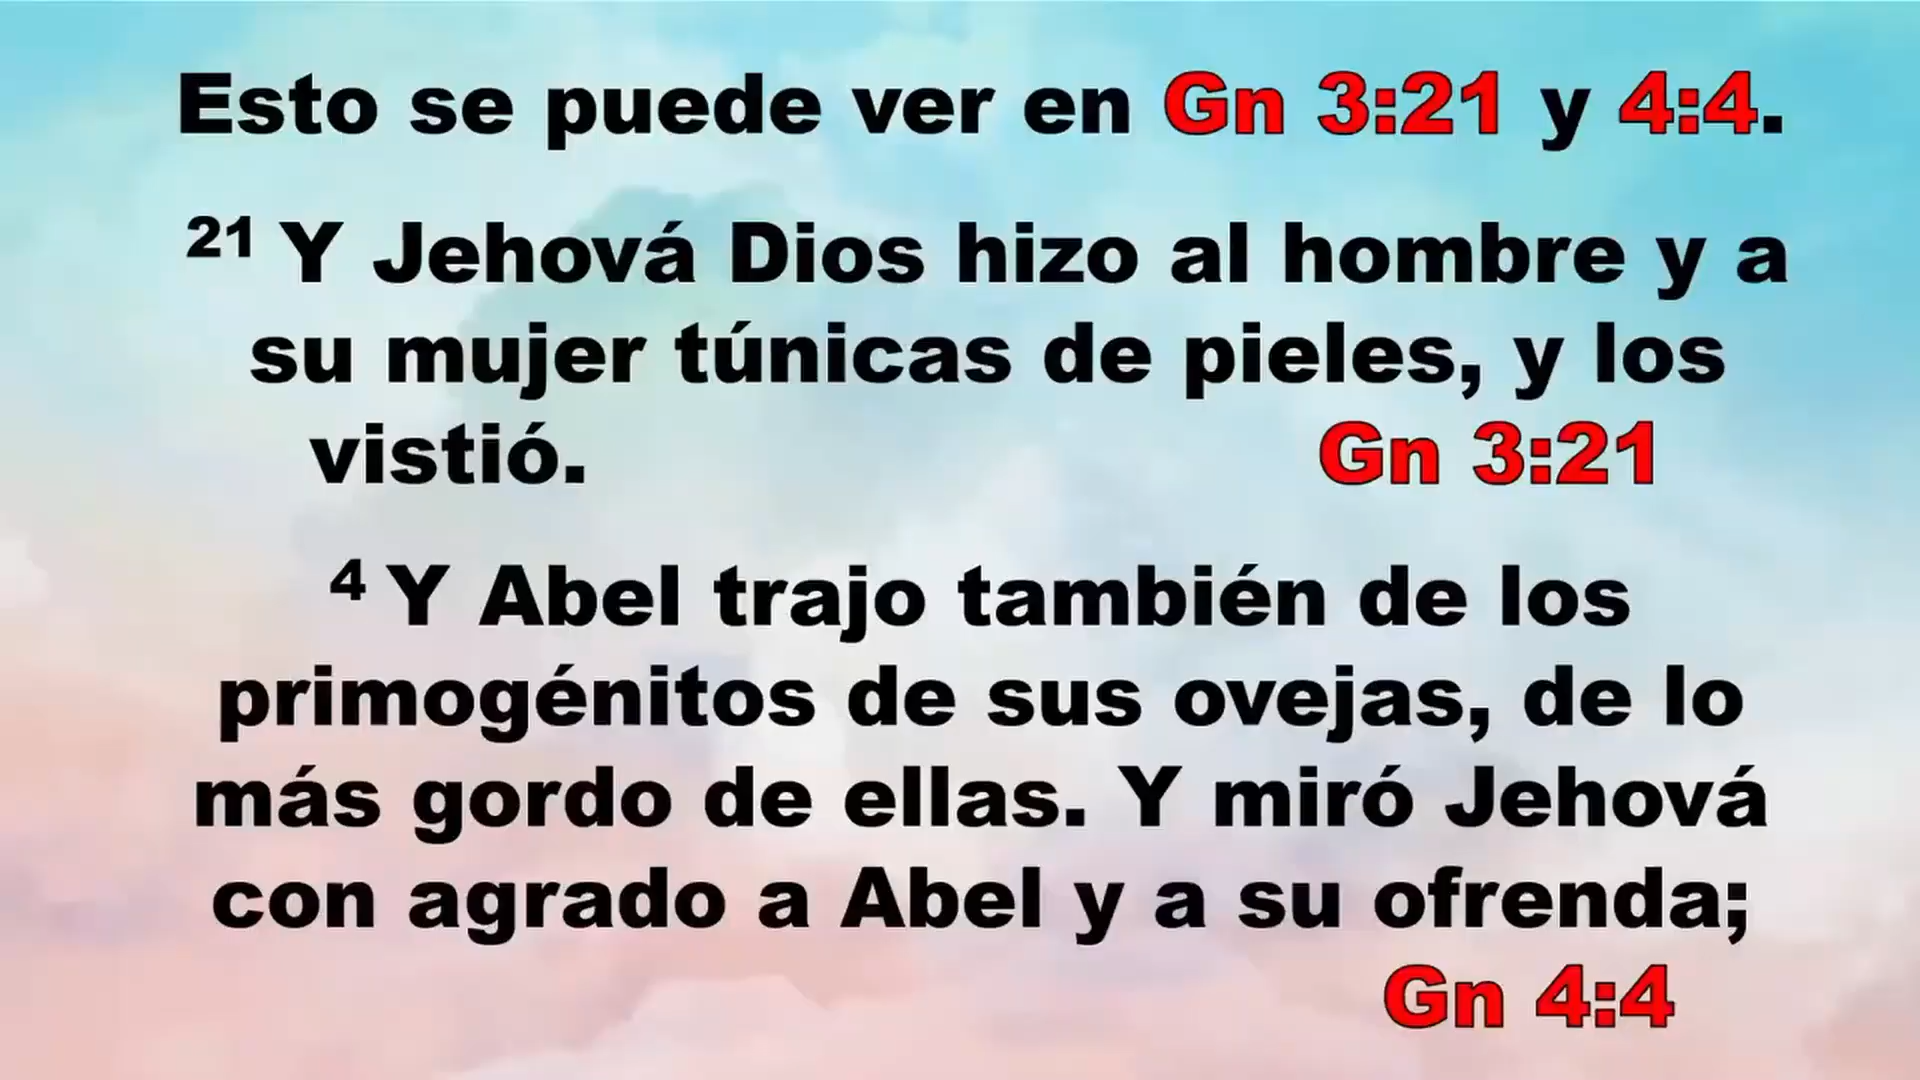 Esto se puede ver en Gn 3:21 y 4:4.
21 Y Jehová Dios hizo al hombre y a
su mujer túnicas de pieles, y los
vistió. Gn 3:21
4 Y Abel trajo también de los
primogénitos de sus ovejas, de lo
más gordo de ellas. Y miró Jehová
con agrado a Abel y a su ofrenda;
Gn 4:4